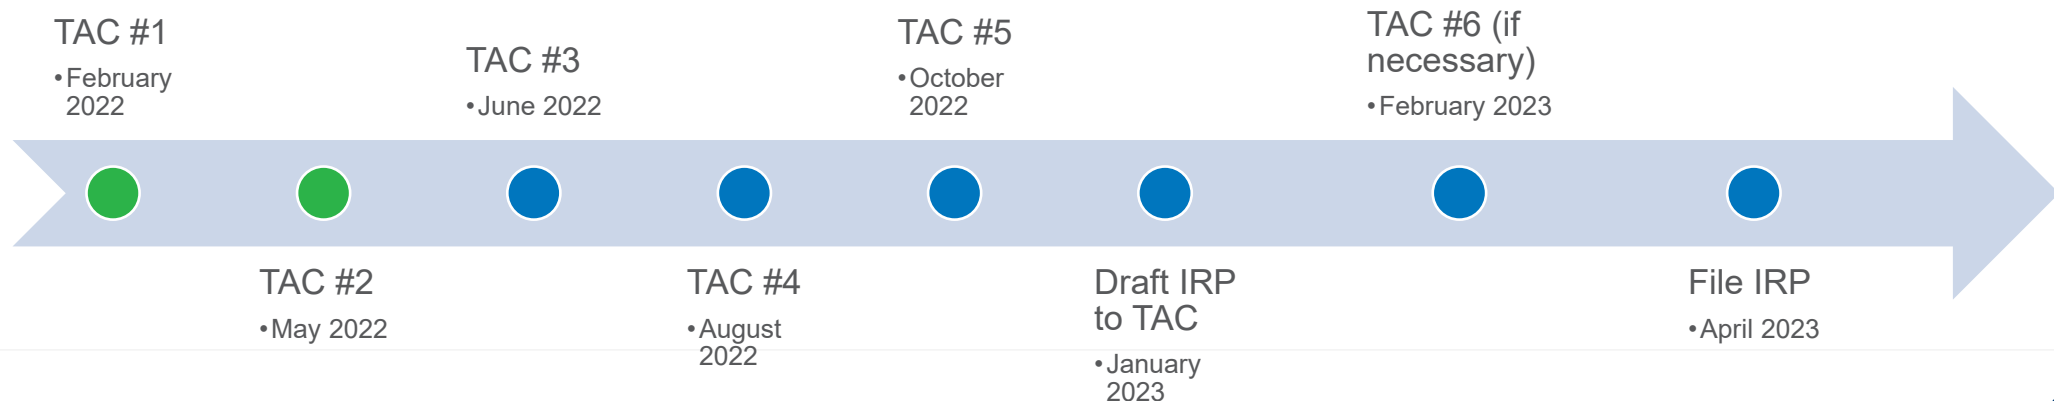 TAC #1
•February
2022
TAC #2
•May 2022
TAC #3
•June 2022
TAC #4
•August
2022
TAC #5
•October
2022
Draft IRP
to TAC
•January
2023
TAC #6 (if
necessary)
•February 2023
File IRP
•April 2023